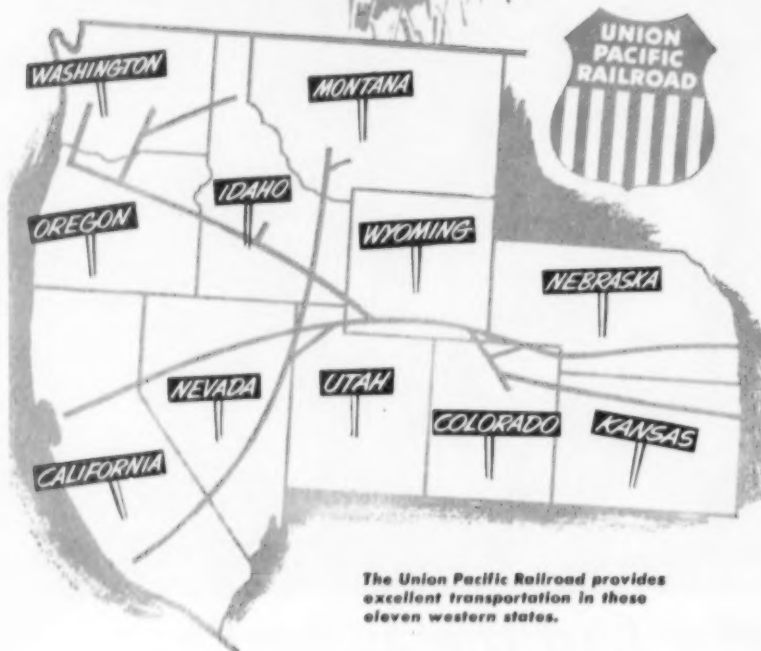 UNION
PACIFIC
RAILROAD
WASHINGTON
MONTANA
IDAHO
OREGON
WYOMING
NEBRASKA
NEVADA
UTAH
COLORADO
KANSAS
CALIFORNIA
The Union Pacific Railroad provides
excellent transportation in these
eleven western states.